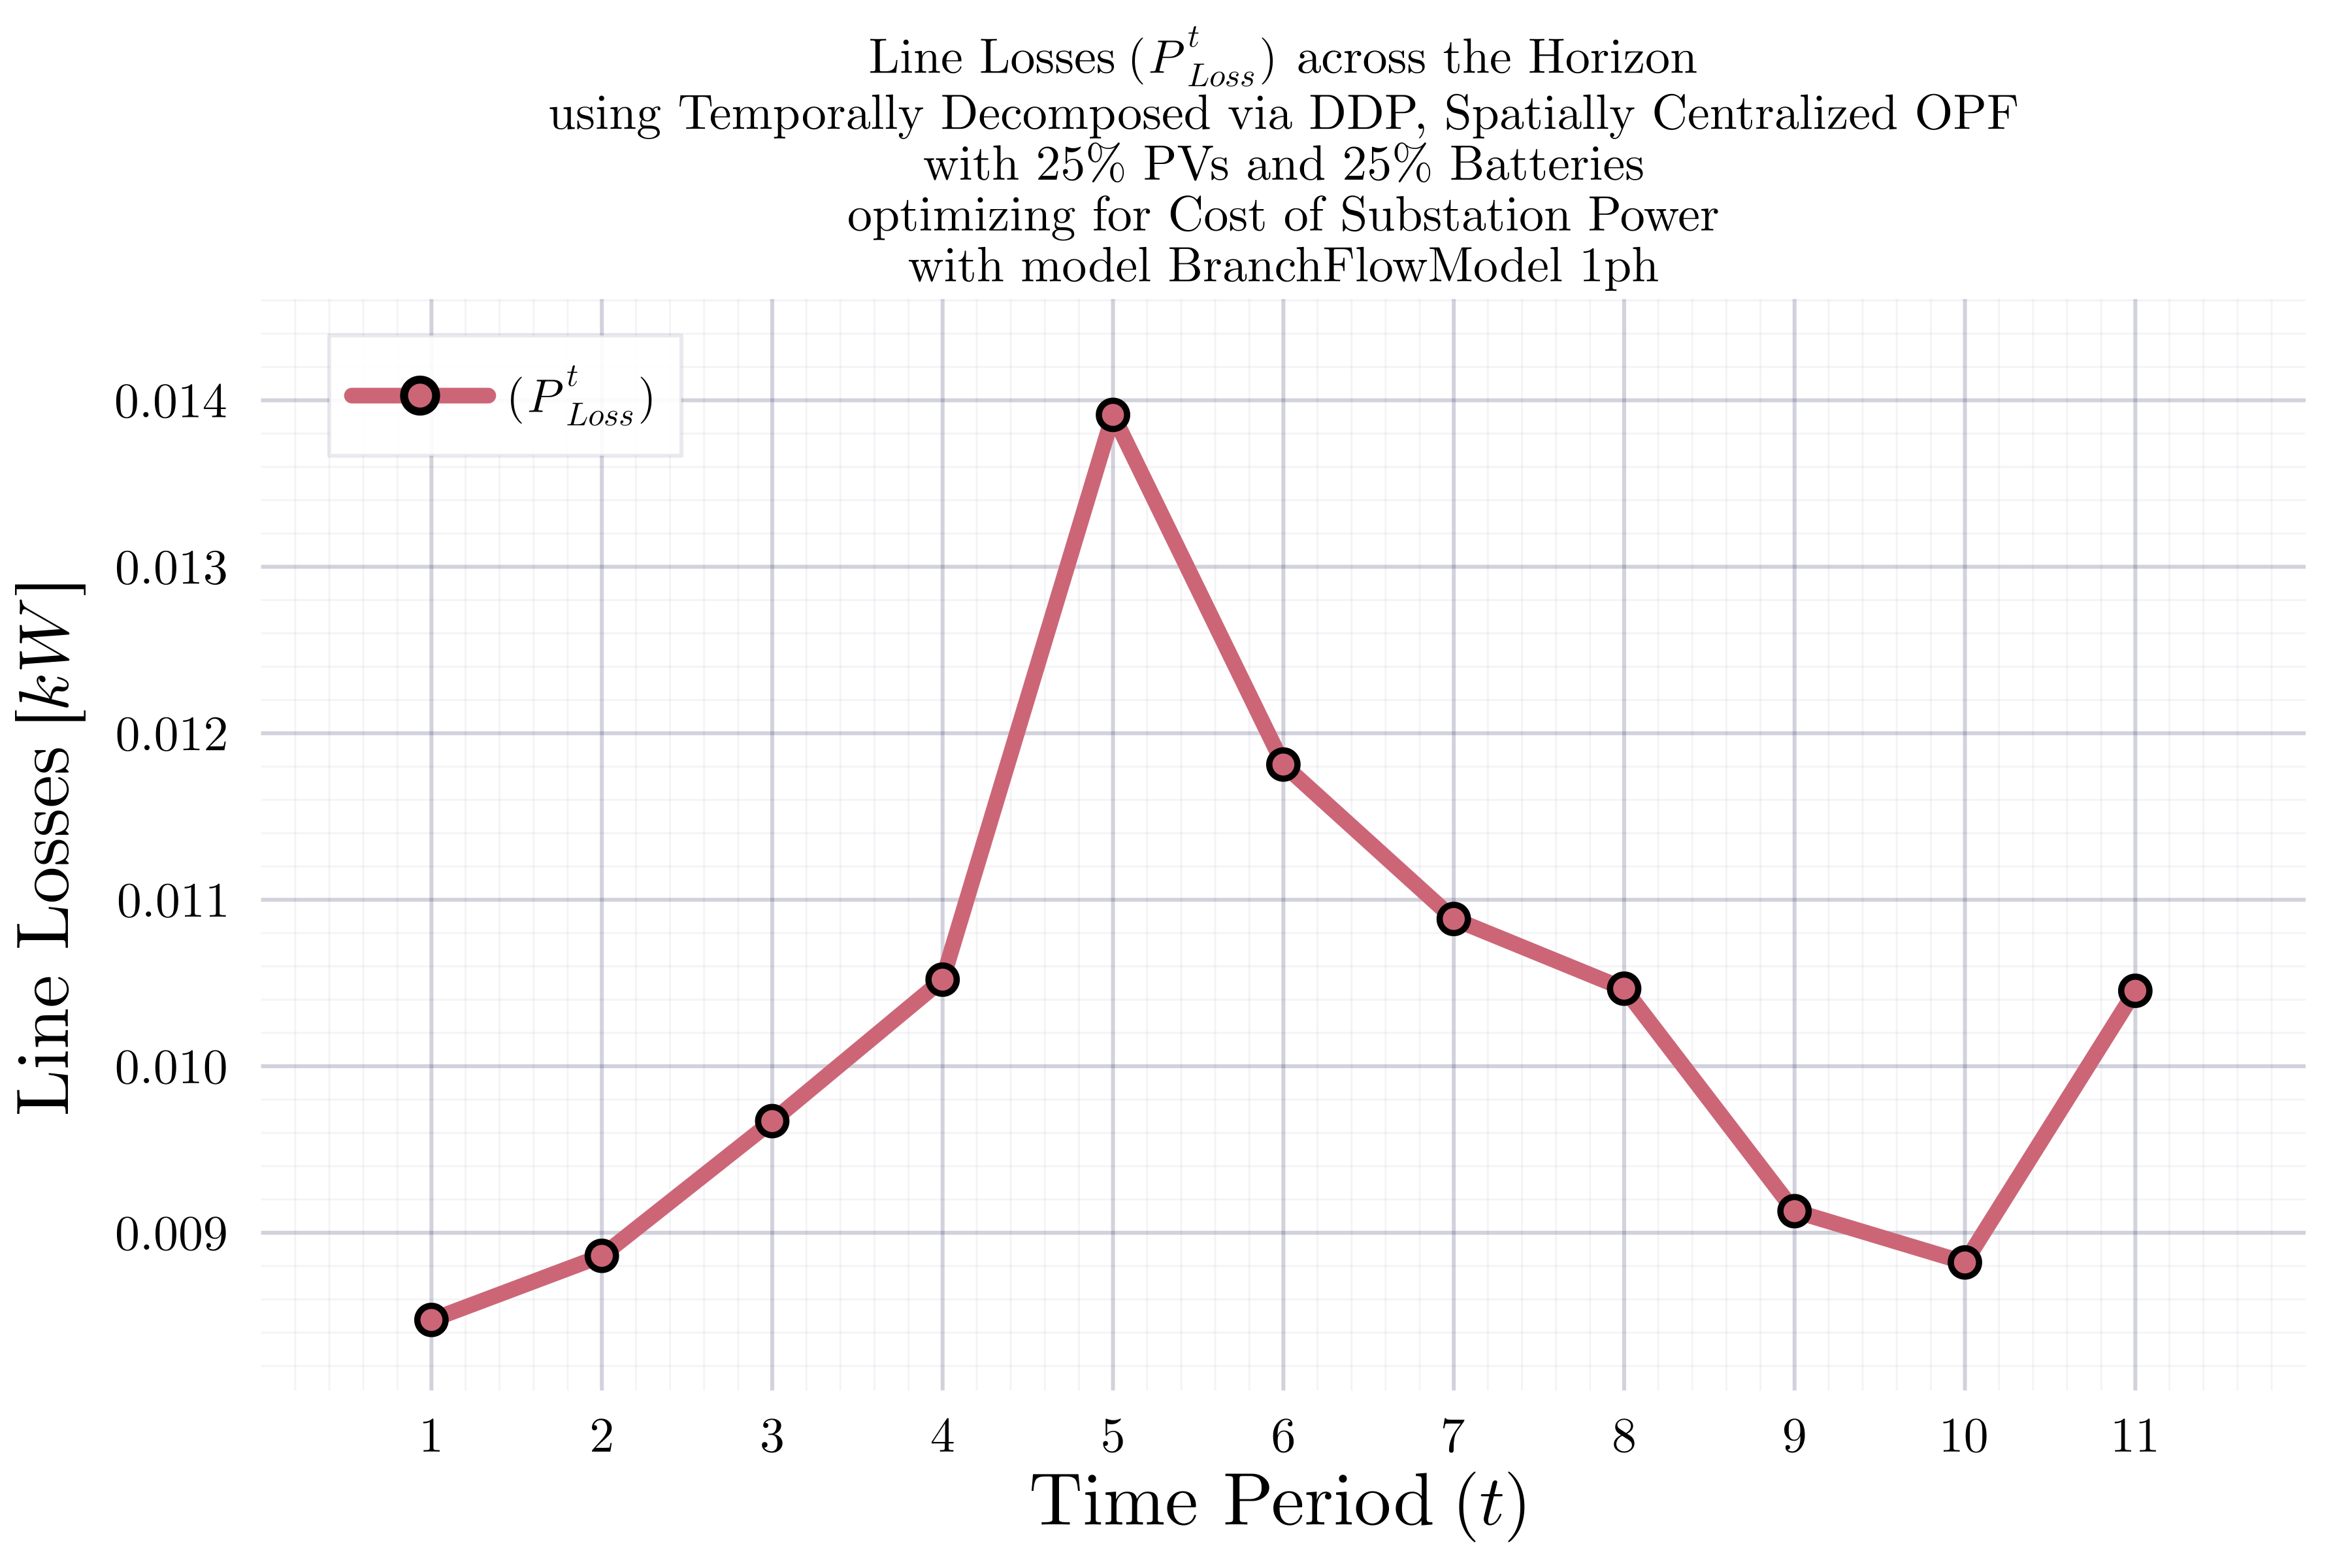 Line Losses (P^t_Loss) across the Horizon
using Temporally Decomposed via DDP, Spatially Centralized OPF
with 25% PVs and 25% Batteries
optimizing for Cost of Substation Power
with model BranchFlowModel 1ph
(P^t_Loss)
Line Losses [kW]
0.014
0.013
0.012
0.011
0.010
0.009
1 2 3 4 5 6 7 8 9 10 11
Time Period (t)